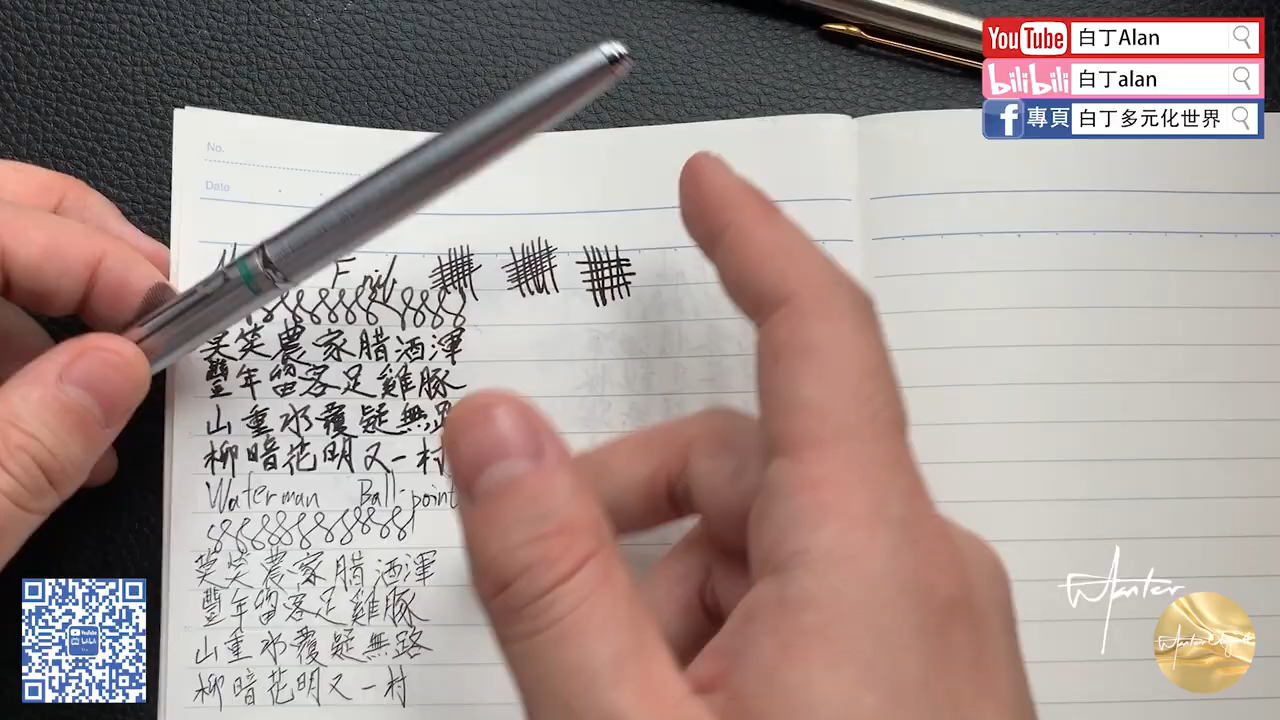 YouTube 白丁Alan
bilibili 白丁alan
f 專頁 白丁多元化世界
No.
Date
F nib
莫笑農家腊酒渾
豐年留客足雞豚
山重水覆疑無路
柳暗花明又一村
Waterman Ball-point
莫笑農家腊酒渾
豐年留客足雞豚
山重水覆疑無路
柳暗花明又一村